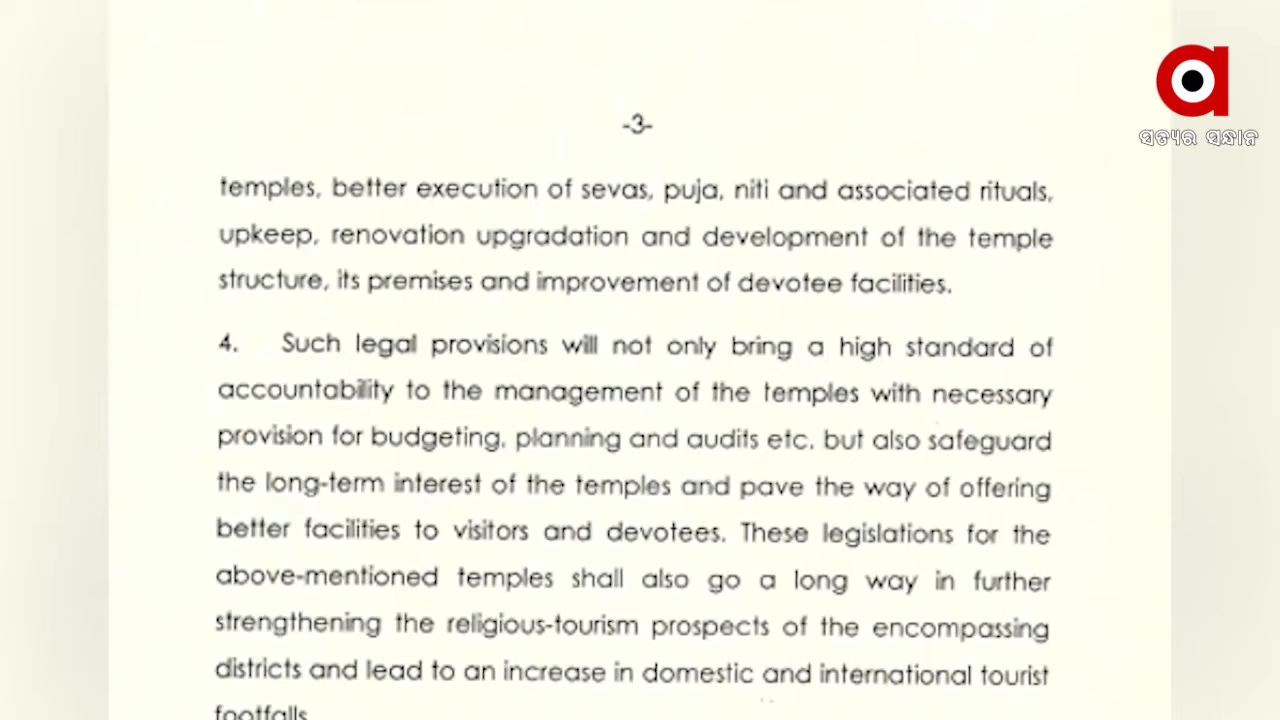 ସତ୍ୟର ସନ୍ଧାନ
-3-
temples, better execution of sevas, puja, niti and associated rituals,
upkeep, renovation upgradation and development of the temple
structure, its premises and improvement of devotee facilities.
4. Such legal provisions will not only bring a high standard of
accountability to the management of the temples with necessary
provision for budgeting, planning and audits etc. but also safeguard
the long-term interest of the temples and pave the way of offering
better facilities to visitors and devotees. These legislations for the
above-mentioned temples shall also go a long way in further
strengthening the religious-tourism prospects of the encompassing
districts and lead to an increase in domestic and international tourist
footfalls